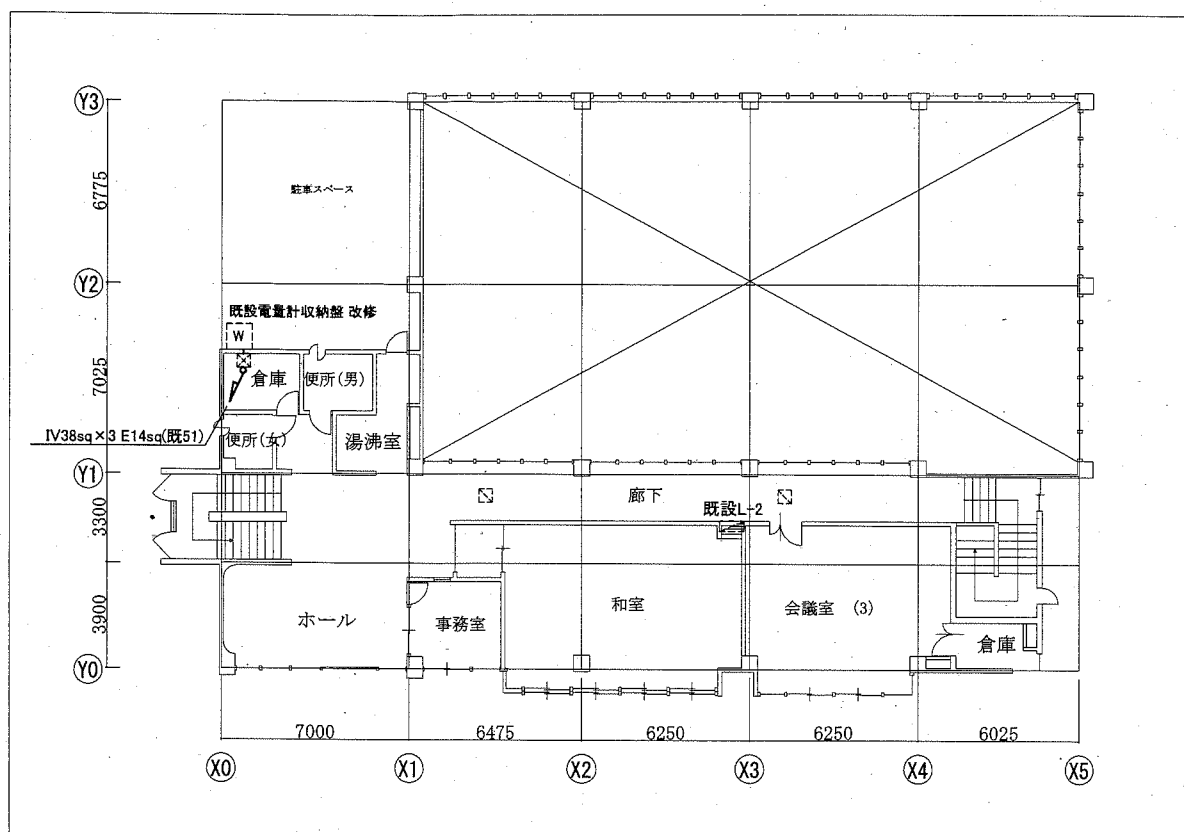 Y3
6775
駐車スペース
Y2
既設電量計収納盤 改修
W
7025
倉庫
便所(男)
IV38sq×3 E14sq(既51)
便所(女)
湯沸室
Y1
3300
廊下
既設L-2
3900
ホール
事務室
和室
会議室 (3)
倉庫
Y0
7000
6475
6250
6250
6025
X0
X1
X2
X3
X4
X5